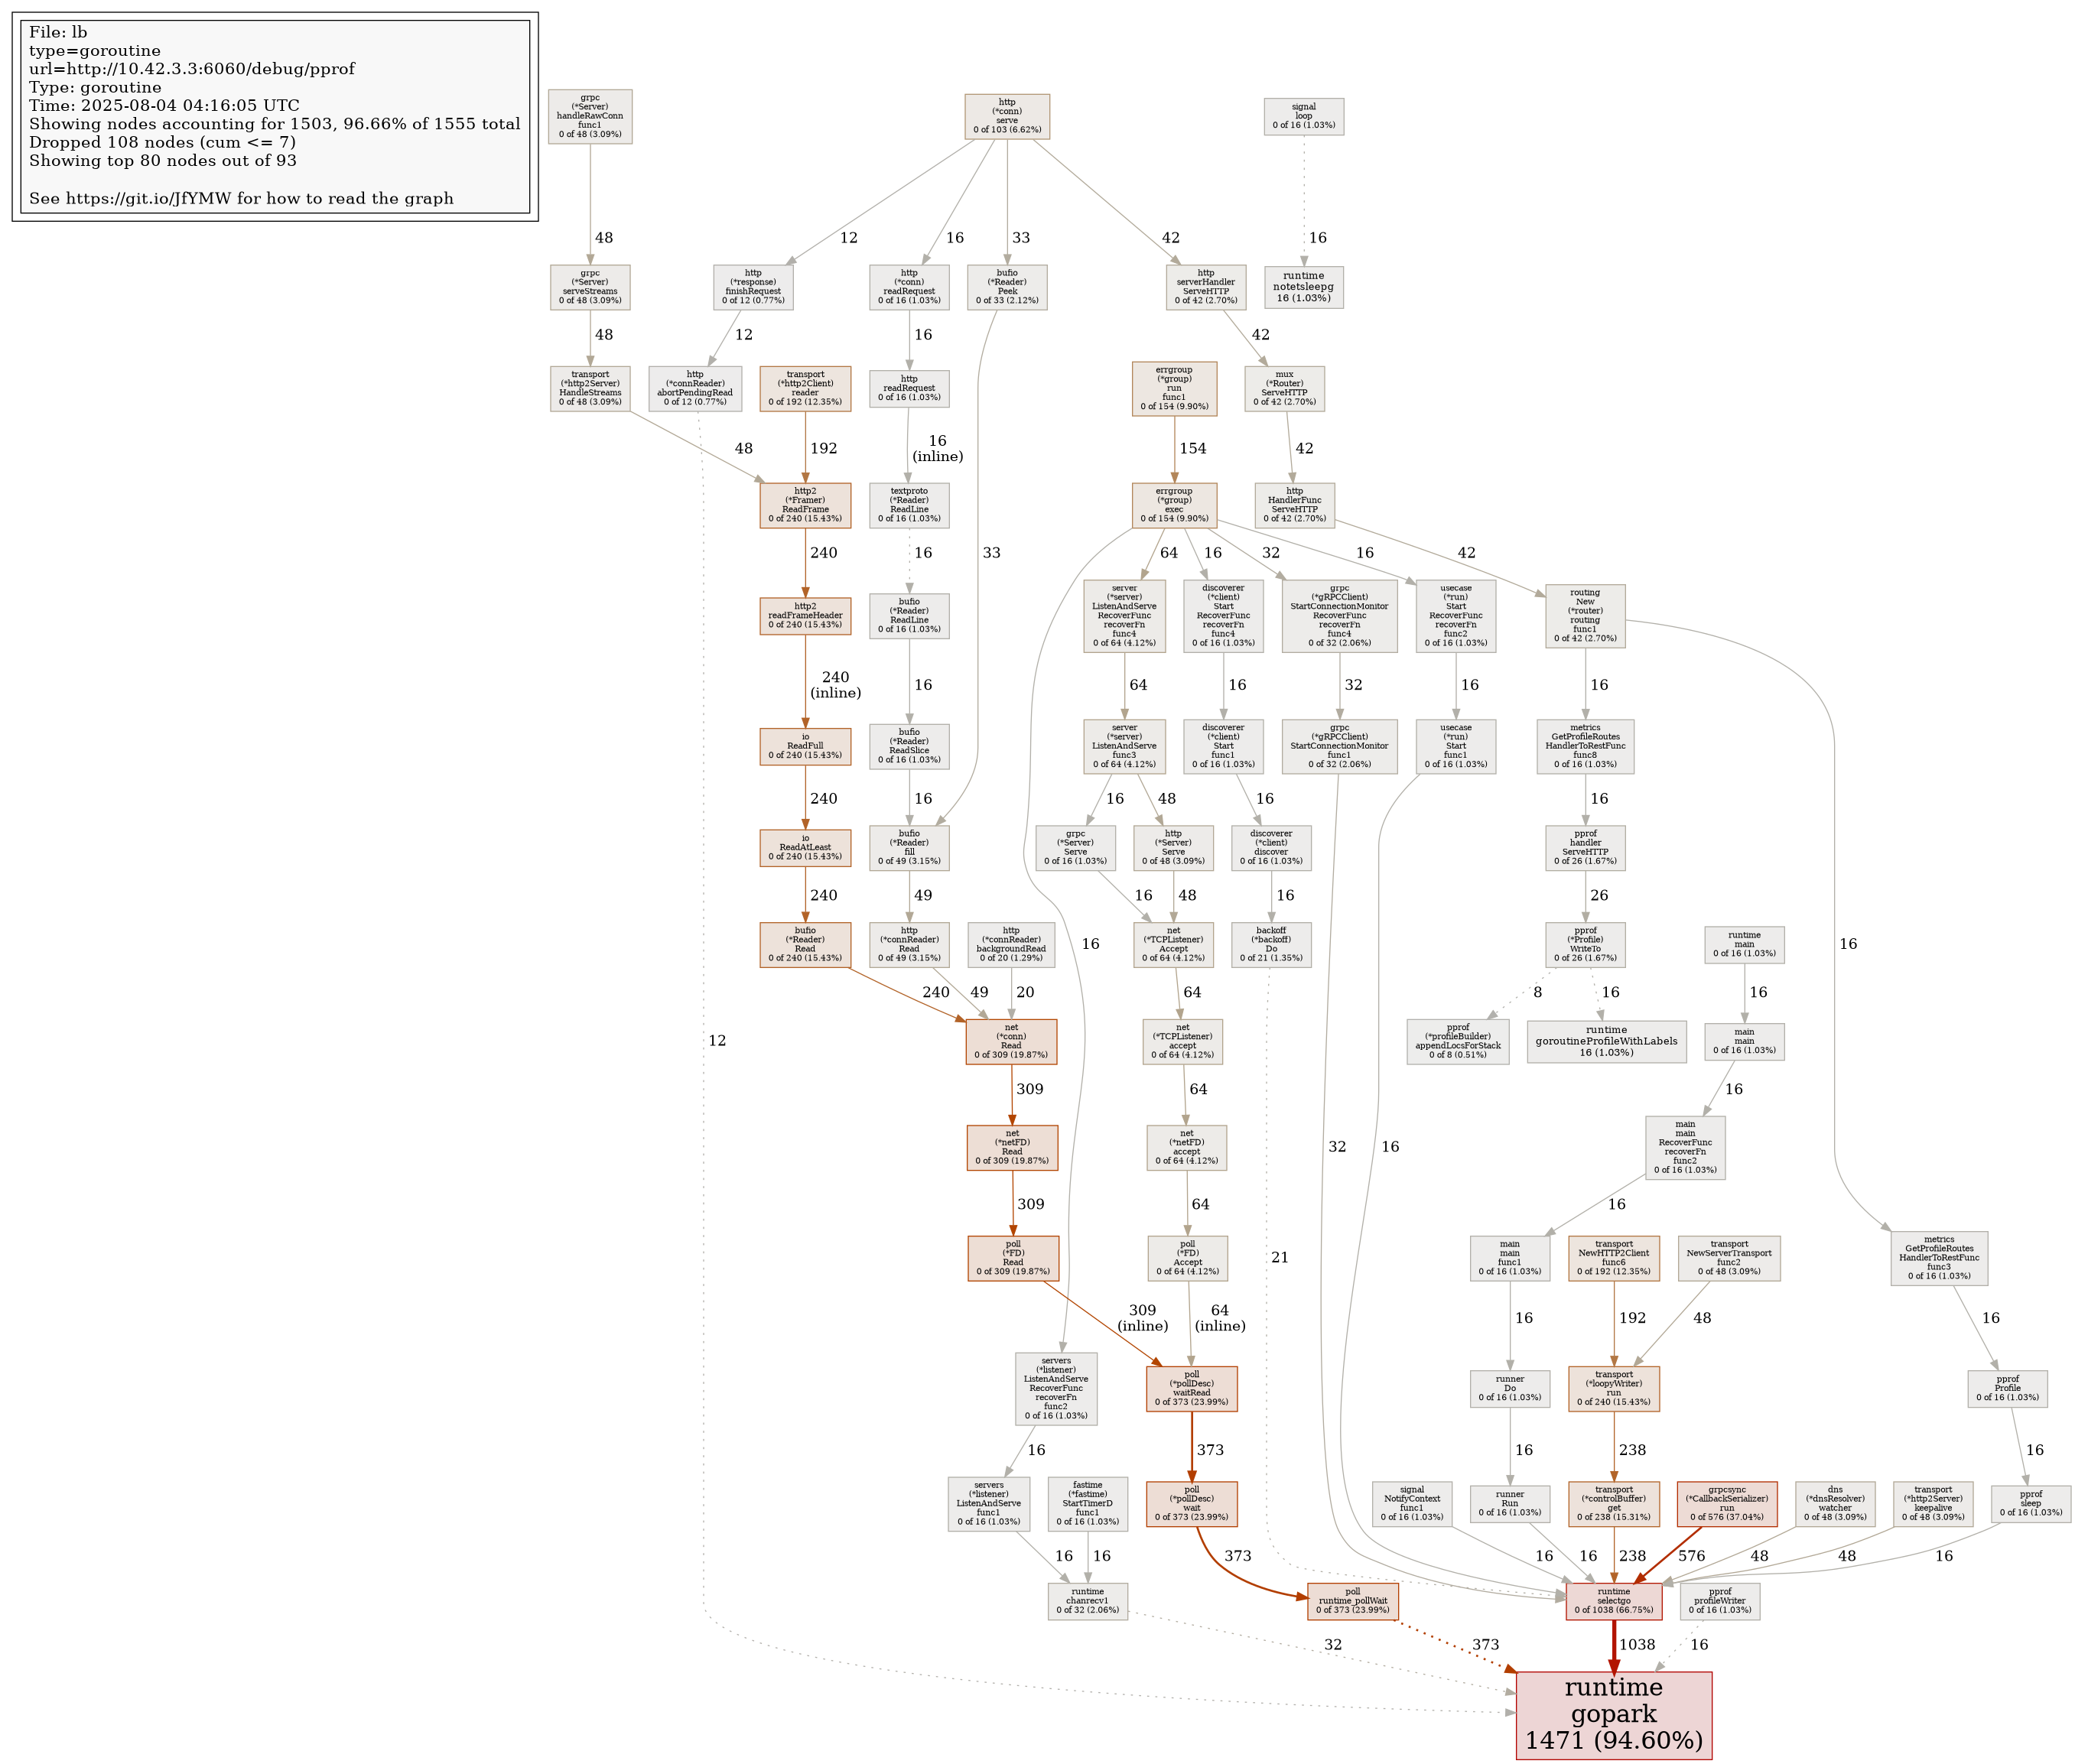 File: lb
type=goroutine
url=http://10.42.3.3:6060/debug/pprof
Type: goroutine
Time: 2025-08-04 04:16:05 UTC
Showing nodes accounting for 1503, 96.66% of 1555 total
Dropped 108 nodes (cum <= 7)
Showing top 80 nodes out of 93
See https://git.io/JfYMW for how to read the graph
grpc
(*Server)
handleRawConn
func1
0 of 48 (3.09%)
http
(*conn)
serve
0 of 103 (6.62%)
signal
loop
0 of 16 (1.03%)
48
12
16
33
42
16
grpc
(*Server)
serveStreams
0 of 48 (3.09%)
http
(*response)
finishRequest
0 of 12 (0.77%)
http
(*conn)
readRequest
0 of 16 (1.03%)
bufio
(*Reader)
Peek
0 of 33 (2.12%)
http
serverHandler
ServeHTTP
0 of 42 (2.70%)
runtime
notetsleepg
16 (1.03%)
48
12
16
42
transport
(*http2Server)
HandleStreams
0 of 48 (3.09%)
http
(*connReader)
abortPendingRead
0 of 12 (0.77%)
transport
(*http2Client)
reader
0 of 192 (12.35%)
http
readRequest
0 of 16 (1.03%)
errgroup
(*group)
run
func1
0 of 154 (9.90%)
mux
(*Router)
ServeHTTP
0 of 42 (2.70%)
48
192
16
(inline)
154
42
http2
(*Framer)
ReadFrame
0 of 240 (15.43%)
textproto
(*Reader)
ReadLine
0 of 16 (1.03%)
errgroup
(*group)
exec
0 of 154 (9.90%)
http
HandlerFunc
ServeHTTP
0 of 42 (2.70%)
240
16
33
64
16
32
16
42
http2
readFrameHeader
0 of 240 (15.43%)
bufio
(*Reader)
ReadLine
0 of 16 (1.03%)
server
(*server)
ListenAndServe
RecoverFunc
recoverFn
func4
0 of 64 (4.12%)
discoverer
(*client)
Start
RecoverFunc
recoverFn
func4
0 of 16 (1.03%)
grpc
(*gRPCClient)
StartConnectionMonitor
RecoverFunc
recoverFn
func4
0 of 32 (2.06%)
usecase
(*run)
Start
RecoverFunc
recoverFn
func2
0 of 16 (1.03%)
routing
New
(*router)
routing
func1
0 of 42 (2.70%)
240
(inline)
16
64
16
32
16
16
io
ReadFull
0 of 240 (15.43%)
bufio
(*Reader)
ReadSlice
0 of 16 (1.03%)
server
(*server)
ListenAndServe
func3
0 of 64 (4.12%)
discoverer
(*client)
Start
func1
0 of 16 (1.03%)
grpc
(*gRPCClient)
StartConnectionMonitor
func1
0 of 32 (2.06%)
usecase
(*run)
Start
func1
0 of 16 (1.03%)
metrics
GetProfileRoutes
HandlerToRestFunc
func8
0 of 16 (1.03%)
240
16
16
48
16
16
io
ReadAtLeast
0 of 240 (15.43%)
bufio
(*Reader)
fill
0 of 49 (3.15%)
grpc
(*Server)
Serve
0 of 16 (1.03%)
http
(*Server)
Serve
0 of 48 (3.09%)
discoverer
(*client)
discover
0 of 16 (1.03%)
pprof
handler
ServeHTTP
0 of 26 (1.67%)
240
49
16
48
16
26
bufio
(*Reader)
Read
0 of 240 (15.43%)
http
(*connReader)
Read
0 of 49 (3.15%)
http
(*connReader)
backgroundRead
0 of 20 (1.29%)
16
net
(*TCPListener)
Accept
0 of 64 (4.12%)
backoff
(*backoff)
Do
0 of 21 (1.35%)
pprof
(*Profile)
WriteTo
0 of 26 (1.67%)
runtime
main
0 of 16 (1.03%)
16
240
49
20
64
8
16
16
12
net
(*conn)
Read
0 of 309 (19.87%)
net
(*TCPListener)
accept
0 of 64 (4.12%)
pprof
(*profileBuilder)
appendLocsForStack
0 of 8 (0.51%)
runtime
goroutineProfileWithLabels
16 (1.03%)
main
main
0 of 16 (1.03%)
309
64
16
net
(*netFD)
Read
0 of 309 (19.87%)
net
(*netFD)
accept
0 of 64 (4.12%)
32
16
main
main
RecoverFunc
recoverFn
func2
0 of 16 (1.03%)
309
64
16
poll
(*FD)
Read
0 of 309 (19.87%)
poll
(*FD)
Accept
0 of 64 (4.12%)
21
main
main
func1
0 of 16 (1.03%)
transport
NewHTTP2Client
func6
0 of 192 (12.35%)
transport
NewServerTransport
func2
0 of 48 (3.09%)
metrics
GetProfileRoutes
HandlerToRestFunc
func3
0 of 16 (1.03%)
309
(inline)
64
(inline)
16
192
48
16
servers
(*listener)
ListenAndServe
RecoverFunc
recoverFn
func2
0 of 16 (1.03%)
poll
(*pollDesc)
waitRead
0 of 373 (23.99%)
runner
Do
0 of 16 (1.03%)
transport
(*loopyWriter)
run
0 of 240 (15.43%)
pprof
Profile
0 of 16 (1.03%)
16
373
16
238
16
servers
(*listener)
ListenAndServe
func1
0 of 16 (1.03%)
fastime
(*fastime)
StartTimerD
func1
0 of 16 (1.03%)
poll
(*pollDesc)
wait
0 of 373 (23.99%)
signal
NotifyContext
func1
0 of 16 (1.03%)
runner
Run
0 of 16 (1.03%)
transport
(*controlBuffer)
get
0 of 238 (15.31%)
grpcsync
(*CallbackSerializer)
run
0 of 576 (37.04%)
dns
(*dnsResolver)
watcher
0 of 48 (3.09%)
transport
(*http2Server)
keepalive
0 of 48 (3.09%)
pprof
sleep
0 of 16 (1.03%)
16
16
373
16
16
238
576
48
48
16
runtime
chanrecv1
0 of 32 (2.06%)
poll
runtime_pollWait
0 of 373 (23.99%)
runtime
selectgo
0 of 1038 (66.75%)
pprof
profileWriter
0 of 16 (1.03%)
32
373
1038
16
runtime
gopark
1471 (94.60%)